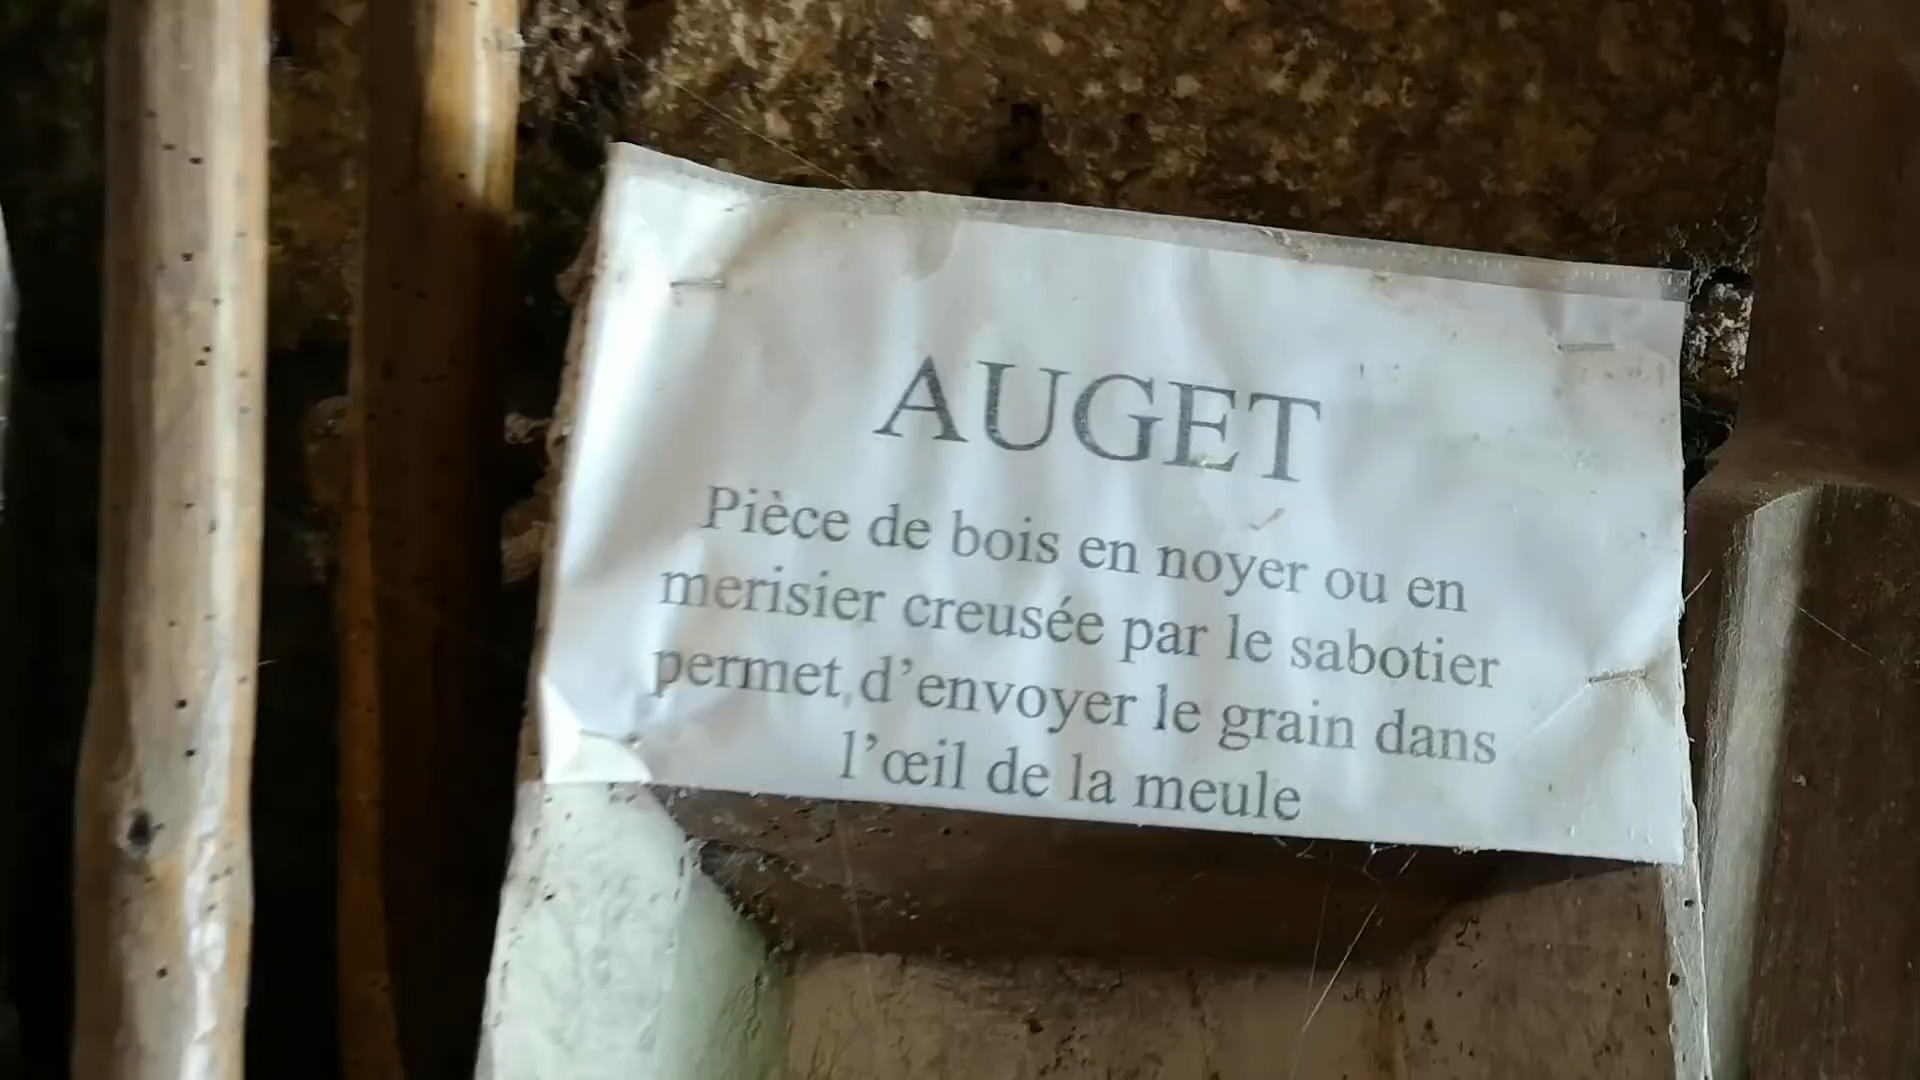 AUGET
Pièce de bois en noyer ou en
merisier creusée par le sabotier
permet d’envoyer le grain dans
l’œil de la meule